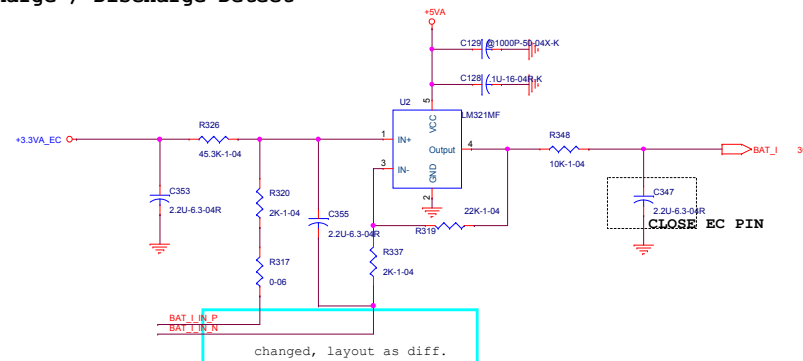 +5VA
C129 @1000P-50-04X-K
C128 .1U-16-04R-K
U2
LM321MF
5
VCC
R326
R348
+3.3VA_EC
1
IN+
Output
4
BAT_I
45.3K-1-04
10K-1-04
3
IN-
GND
2
C353
2.2U-6.3-04R
R320
2K-1-04
C355
2.2U-6.3-04R
22K-1-04
R319
C347
2.2U-6.3-04R
CLOSE EC PIN
R337
2K-1-04
R317
0-06
BAT_I_IN_P
BAT_I_IN_N
changed, layout as diff.